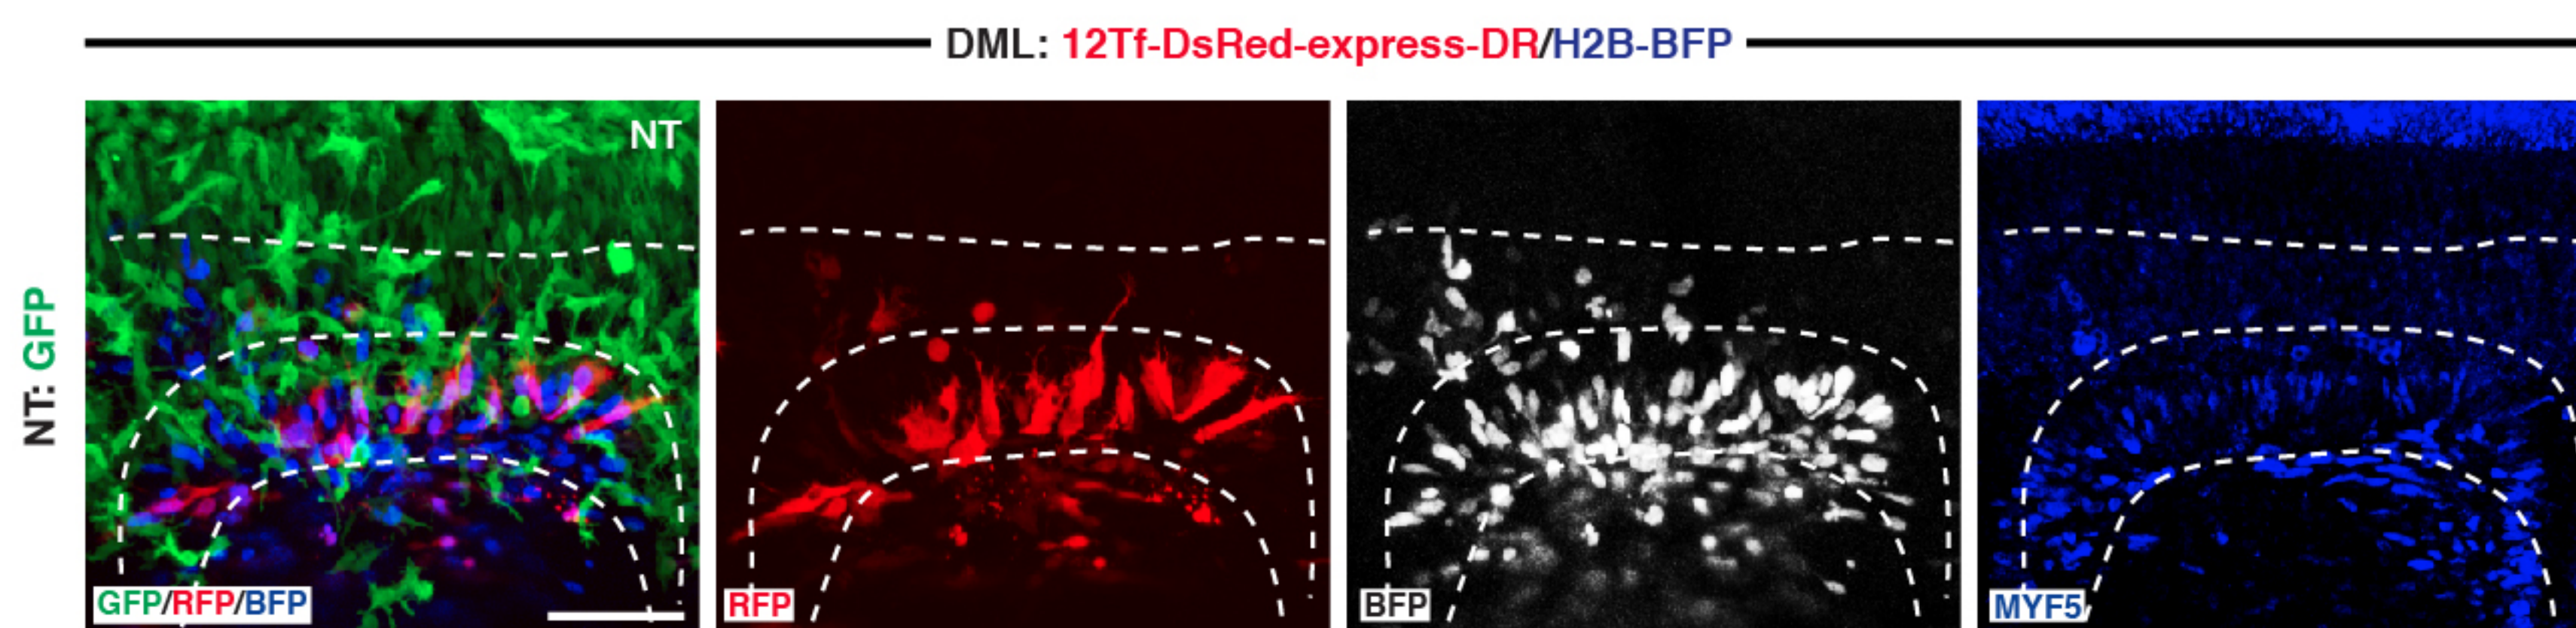 DML: 12Tf-DsRed-express-DR/H2B-BFP
NT: GFP
NT
GFP/RFP/BFP
RFP
BFP
MYF5